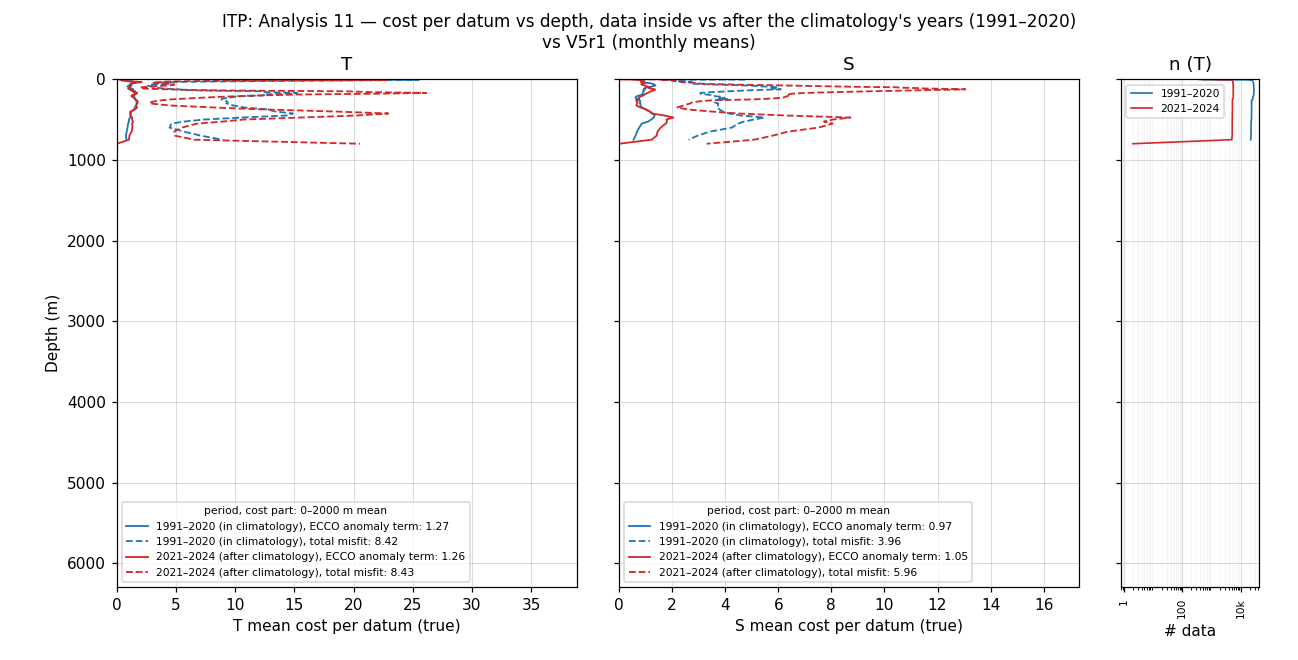 ITP: Analysis 11 — cost per datum vs depth, data inside vs after the climatology's years (1991–2020)
vs V5r1 (monthly means)
T
S
n (T)
0
1000
2000
3000
4000
5000
6000
Depth (m)
period, cost part: 0–2000 m mean
1991–2020 (in climatology), ECCO anomaly term: 1.27
1991–2020 (in climatology), total misfit: 8.42
2021–2024 (after climatology), ECCO anomaly term: 1.26
2021–2024 (after climatology), total misfit: 8.43
0 5 10 15 20 25 30 35
T mean cost per datum (true)
period, cost part: 0–2000 m mean
1991–2020 (in climatology), ECCO anomaly term: 0.97
1991–2020 (in climatology), total misfit: 3.96
2021–2024 (after climatology), ECCO anomaly term: 1.05
2021–2024 (after climatology), total misfit: 5.96
0 2 4 6 8 10 12 14 16
S mean cost per datum (true)
1991–2020
2021–2024
1 100 10k
# data